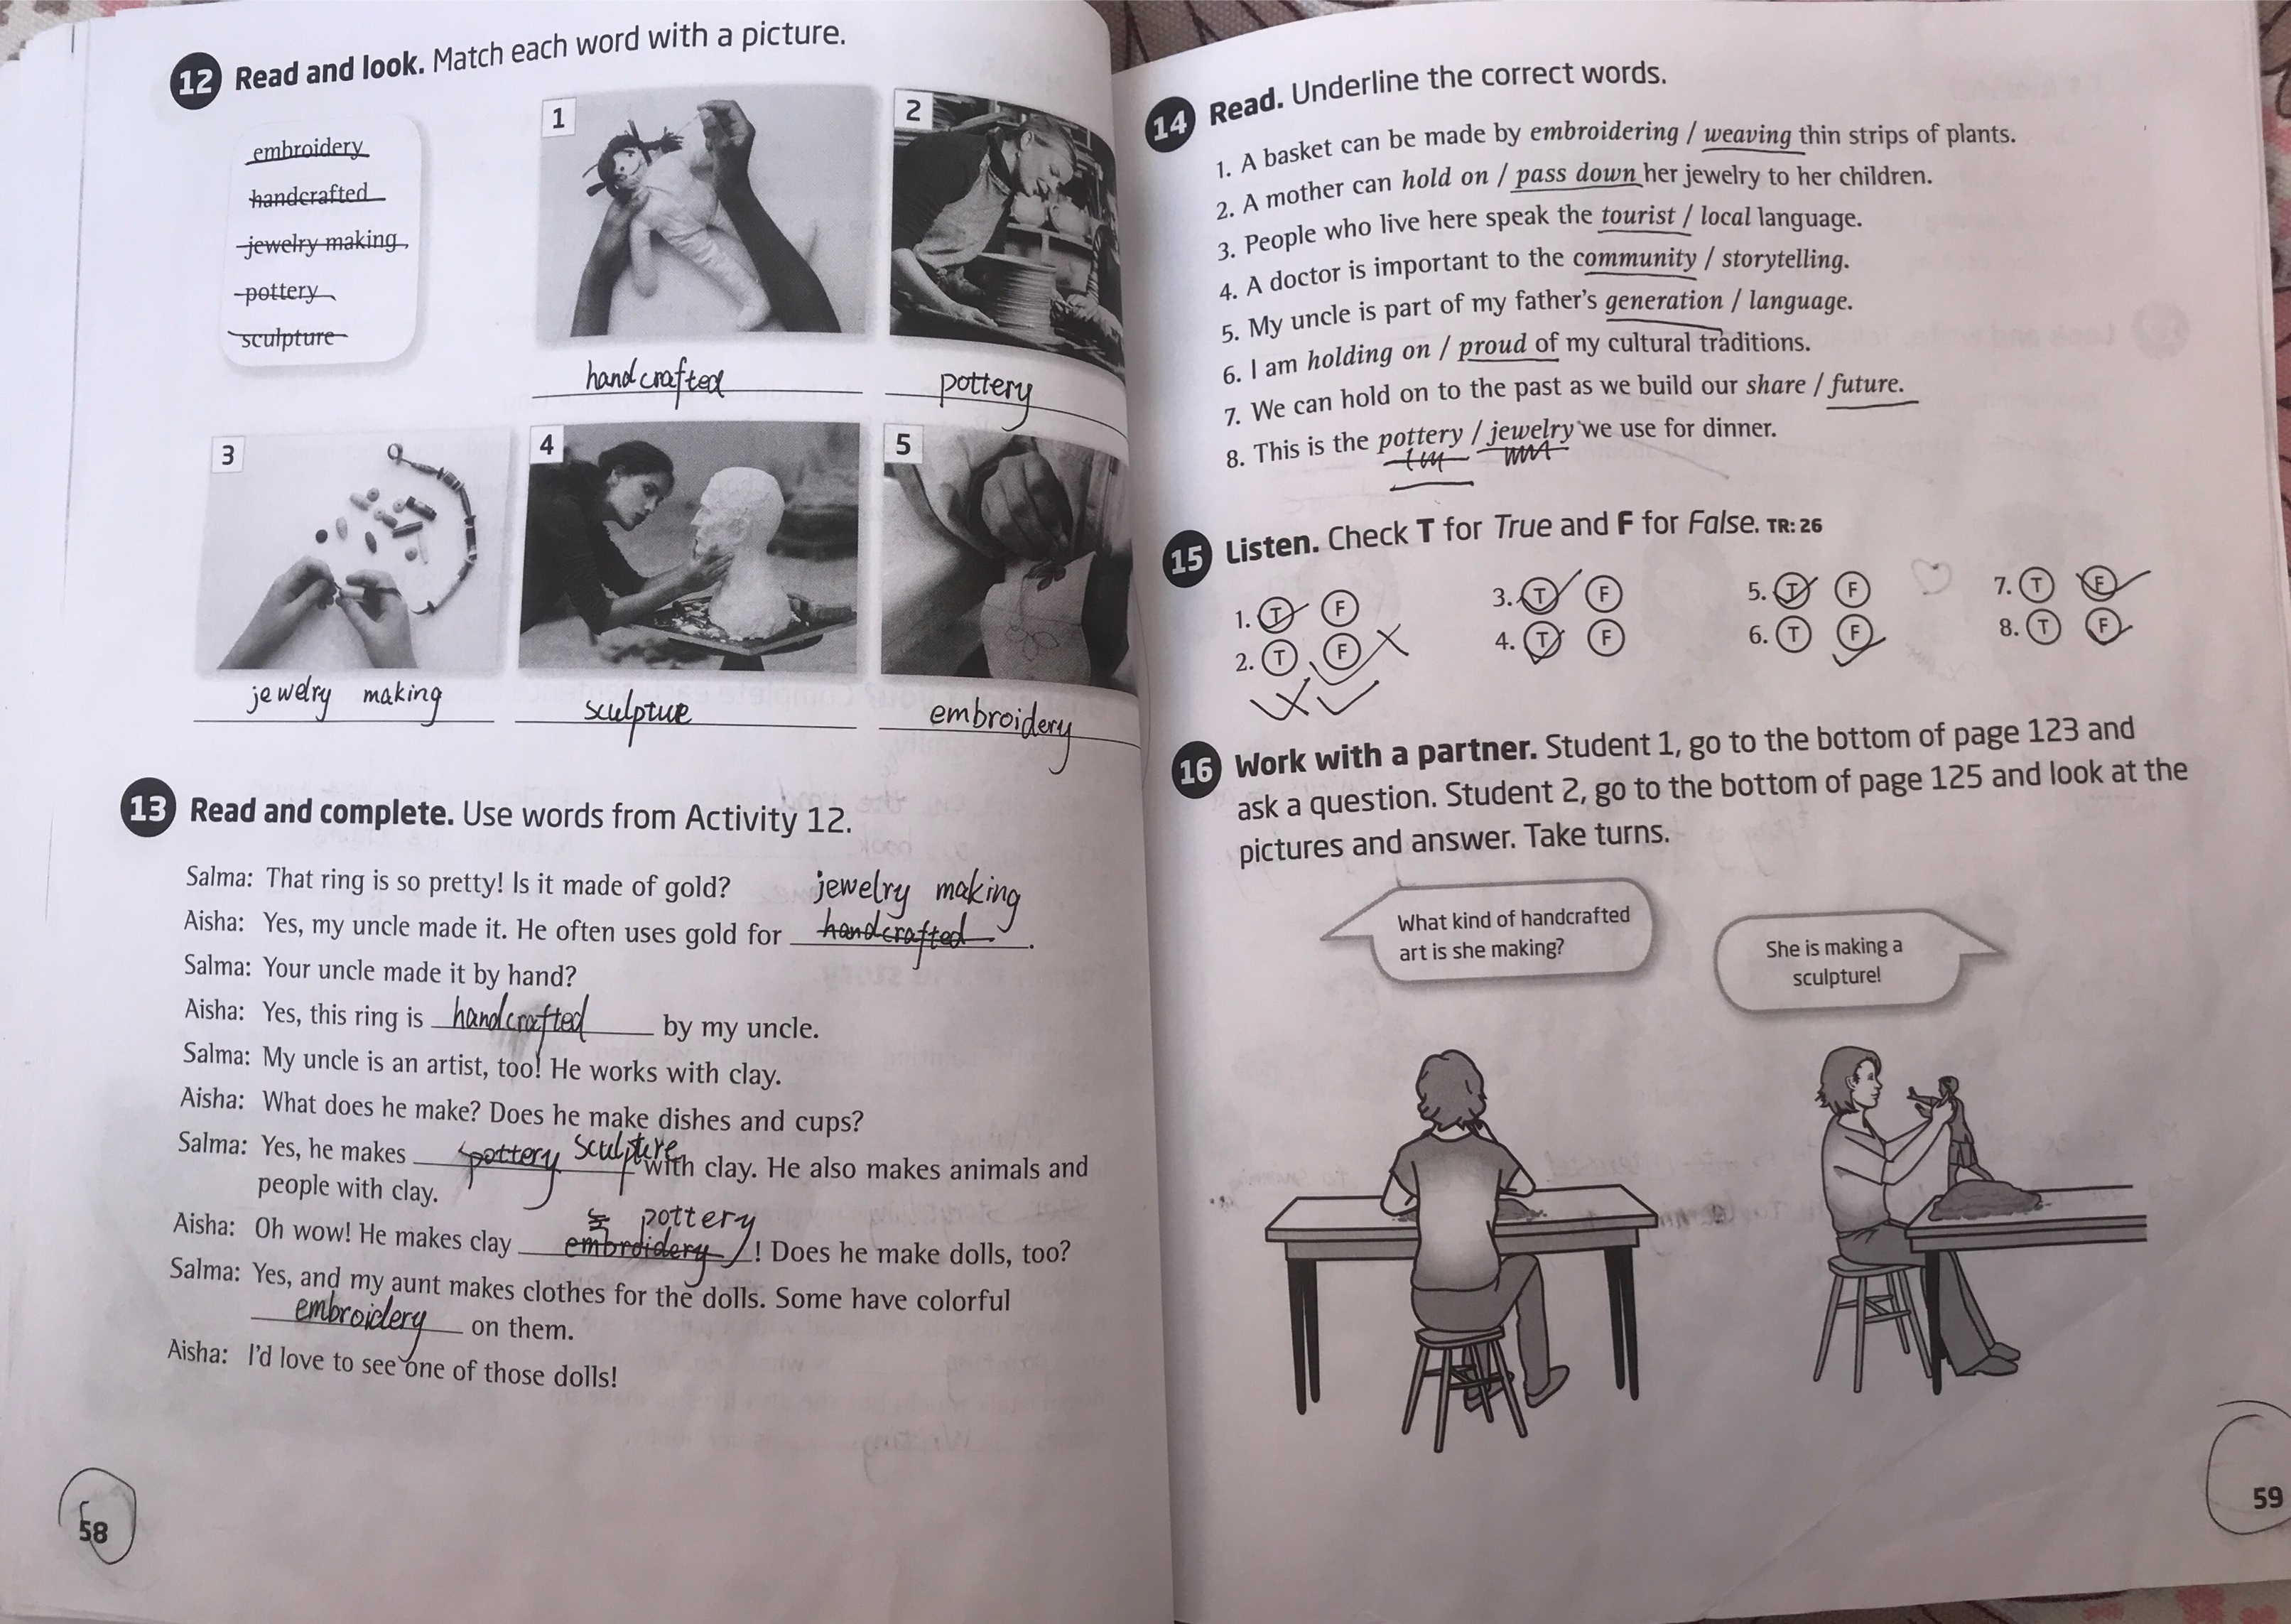 12 Read and look. Match each word with a picture.
embroidery
handcrafted
jewelry making
pottery
sculpture
1
handcrafted
2
pottery
3
jewelry making
4
sculptue
5
embroidery
13 Read and complete. Use words from Activity 12.
Salma: That ring is so pretty! Is it made of gold?
jewelry making
Aisha: Yes, my uncle made it. He often uses gold for handcrafted.
Salma: Your uncle made it by hand?
Aisha: Yes, this ring is handcrafted by my uncle.
Salma: My uncle is an artist, too! He works with clay.
Aisha: What does he make? Does he make dishes and cups?
Salma: Yes, he makes pottery sculpture with clay. He also makes animals and
people with clay.
pottery
Aisha: Oh wow! He makes clay embroidery! Does he make dolls, too?
Salma: Yes, and my aunt makes clothes for the dolls. Some have colorful
embroidery on them.
Aisha: I'd love to see one of those dolls!
58
14 Read. Underline the correct words.
1. A basket can be made by embroidering / weaving thin strips of plants.
2. A mother can hold on / pass down her jewelry to her children.
3. People who live here speak the tourist / local language.
4. A doctor is important to the community / storytelling.
5. My uncle is part of my father's generation / language.
6. I am holding on / proud of my cultural traditions.
7. We can hold on to the past as we build our share / future.
8. This is the pottery / jewelry we use for dinner.
15 Listen. Check T for True and F for False. TR: 26
1. T F
2. T F
3. T F
4. T F
5. T F
6. T F
7. T F
8. T F
16 Work with a partner. Student 1, go to the bottom of page 123 and
ask a question. Student 2, go to the bottom of page 125 and look at the
pictures and answer. Take turns.
What kind of handcrafted
art is she making?
She is making a
sculpture!
59